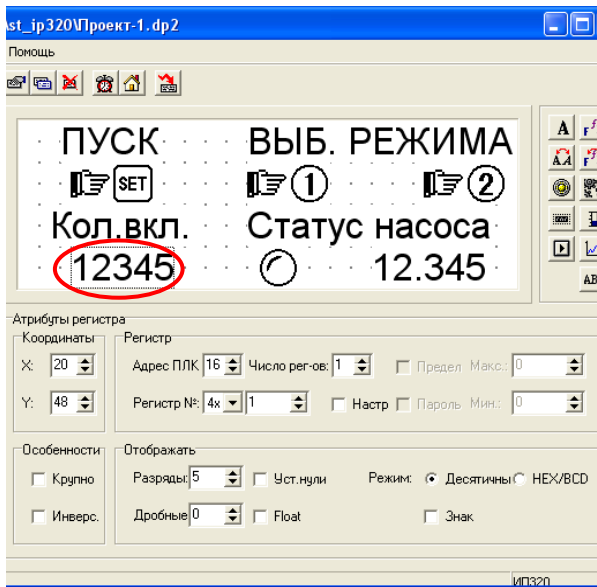 \st_ip320\Проект-1.dp2
Помощь
ПУСК ВЫБ. РЕЖИМА
SET 1 2
Кол.вкл. Статус насоса
12345 12.345
A F
AA F
AB
Атрибуты регистра
Координаты Регистр
X: 20 Адрес ПЛК 16 Число рег-ов: 1 Предел Макс.: 0
Y: 48 Регистр №: 4x 1 Настр Пароль Мин.: 0
Особенности Отображать
Крупно Разряды: 5 Уст.нули Режим: Десятичны HEX/BCD
Инверс. Дробные 0 Float Знак
ИП320